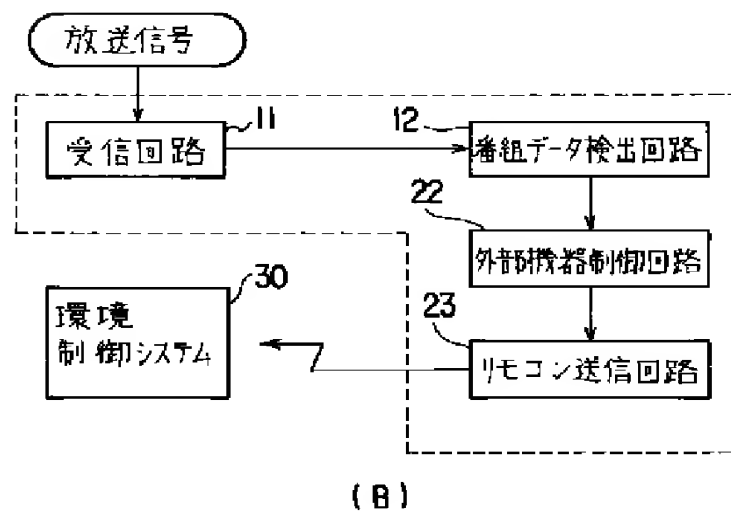 放送信号
11
受信回路
12
番組データ検出回路
22
外部機器制御回路
30
環境
制御システム
23
リモコン送信回路
(B)